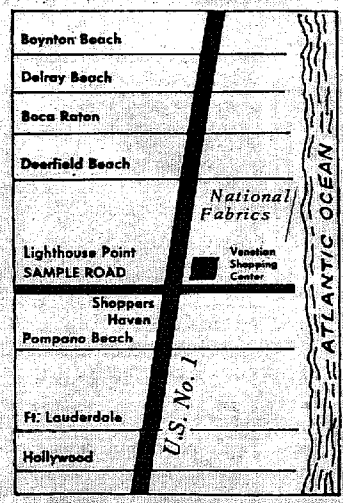 Boynton Beach
Delray Beach
Boca Raton
Deerfield Beach
National
Fabrics
Lighthouse Point
SAMPLE ROAD
Venetian
Shopping
Center
Shoppers
Haven
Pompano Beach
U.S. No. 1
Ft. Lauderdale
Hollywood
ATLANTIC OCEAN